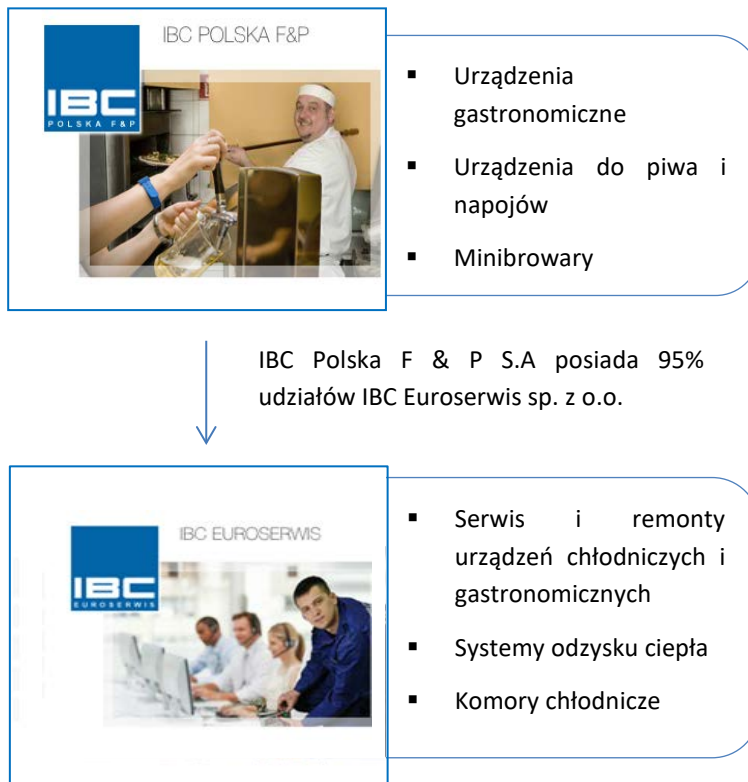 IBC POLSKA F&P
IBC
POLSKA F&P
▪ Urządzenia
gastronomiczne
▪ Urządzenia do piwa i
napojów
▪ Minibrowary
IBC Polska F & P S.A posiada 95%
udziałów IBC Euroserwis sp. z o.o.
IBC EUROSERWIS
IBC
EUROSERWIS
▪ Serwis i remonty
urządzeń chłodniczych i
gastronomicznych
▪ Systemy odzysku ciepła
▪ Komory chłodnicze